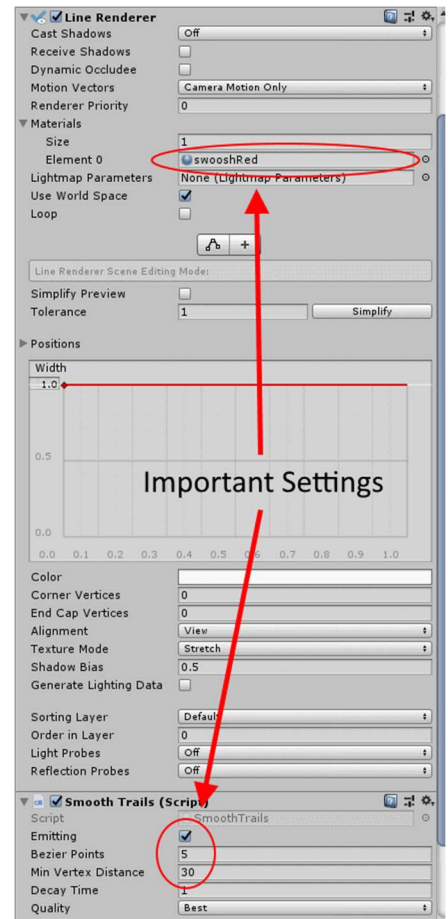 Line Renderer
Cast Shadows Off
Receive Shadows
Dynamic Occludee
Motion Vectors Camera Motion Only
Renderer Priority 0
Materials
Size 1
Element 0 swooshRed
Lightmap Parameters None (Lightmap Parameters)
Use World Space
Loop
Line Renderer Scene Editing Mode:
Simplify Preview
Tolerance 1 Simplify
Positions
Width
1.0
0.5
Important Settings
0.0
0.0 0.1 0.2 0.3 0.4 0.5 0.6 0.7 0.8 0.9 1.0
Color
Corner Vertices 0
End Cap Vertices 0
Alignment View
Texture Mode Stretch
Shadow Bias 0.5
Generate Lighting Data
Sorting Layer Default
Order in Layer 0
Light Probes Off
Reflection Probes Off
Smooth Trails (Script)
Script SmoothTrails
Emitting
Bezier Points 5
Min Vertex Distance 30
Decay Time 1
Quality Best